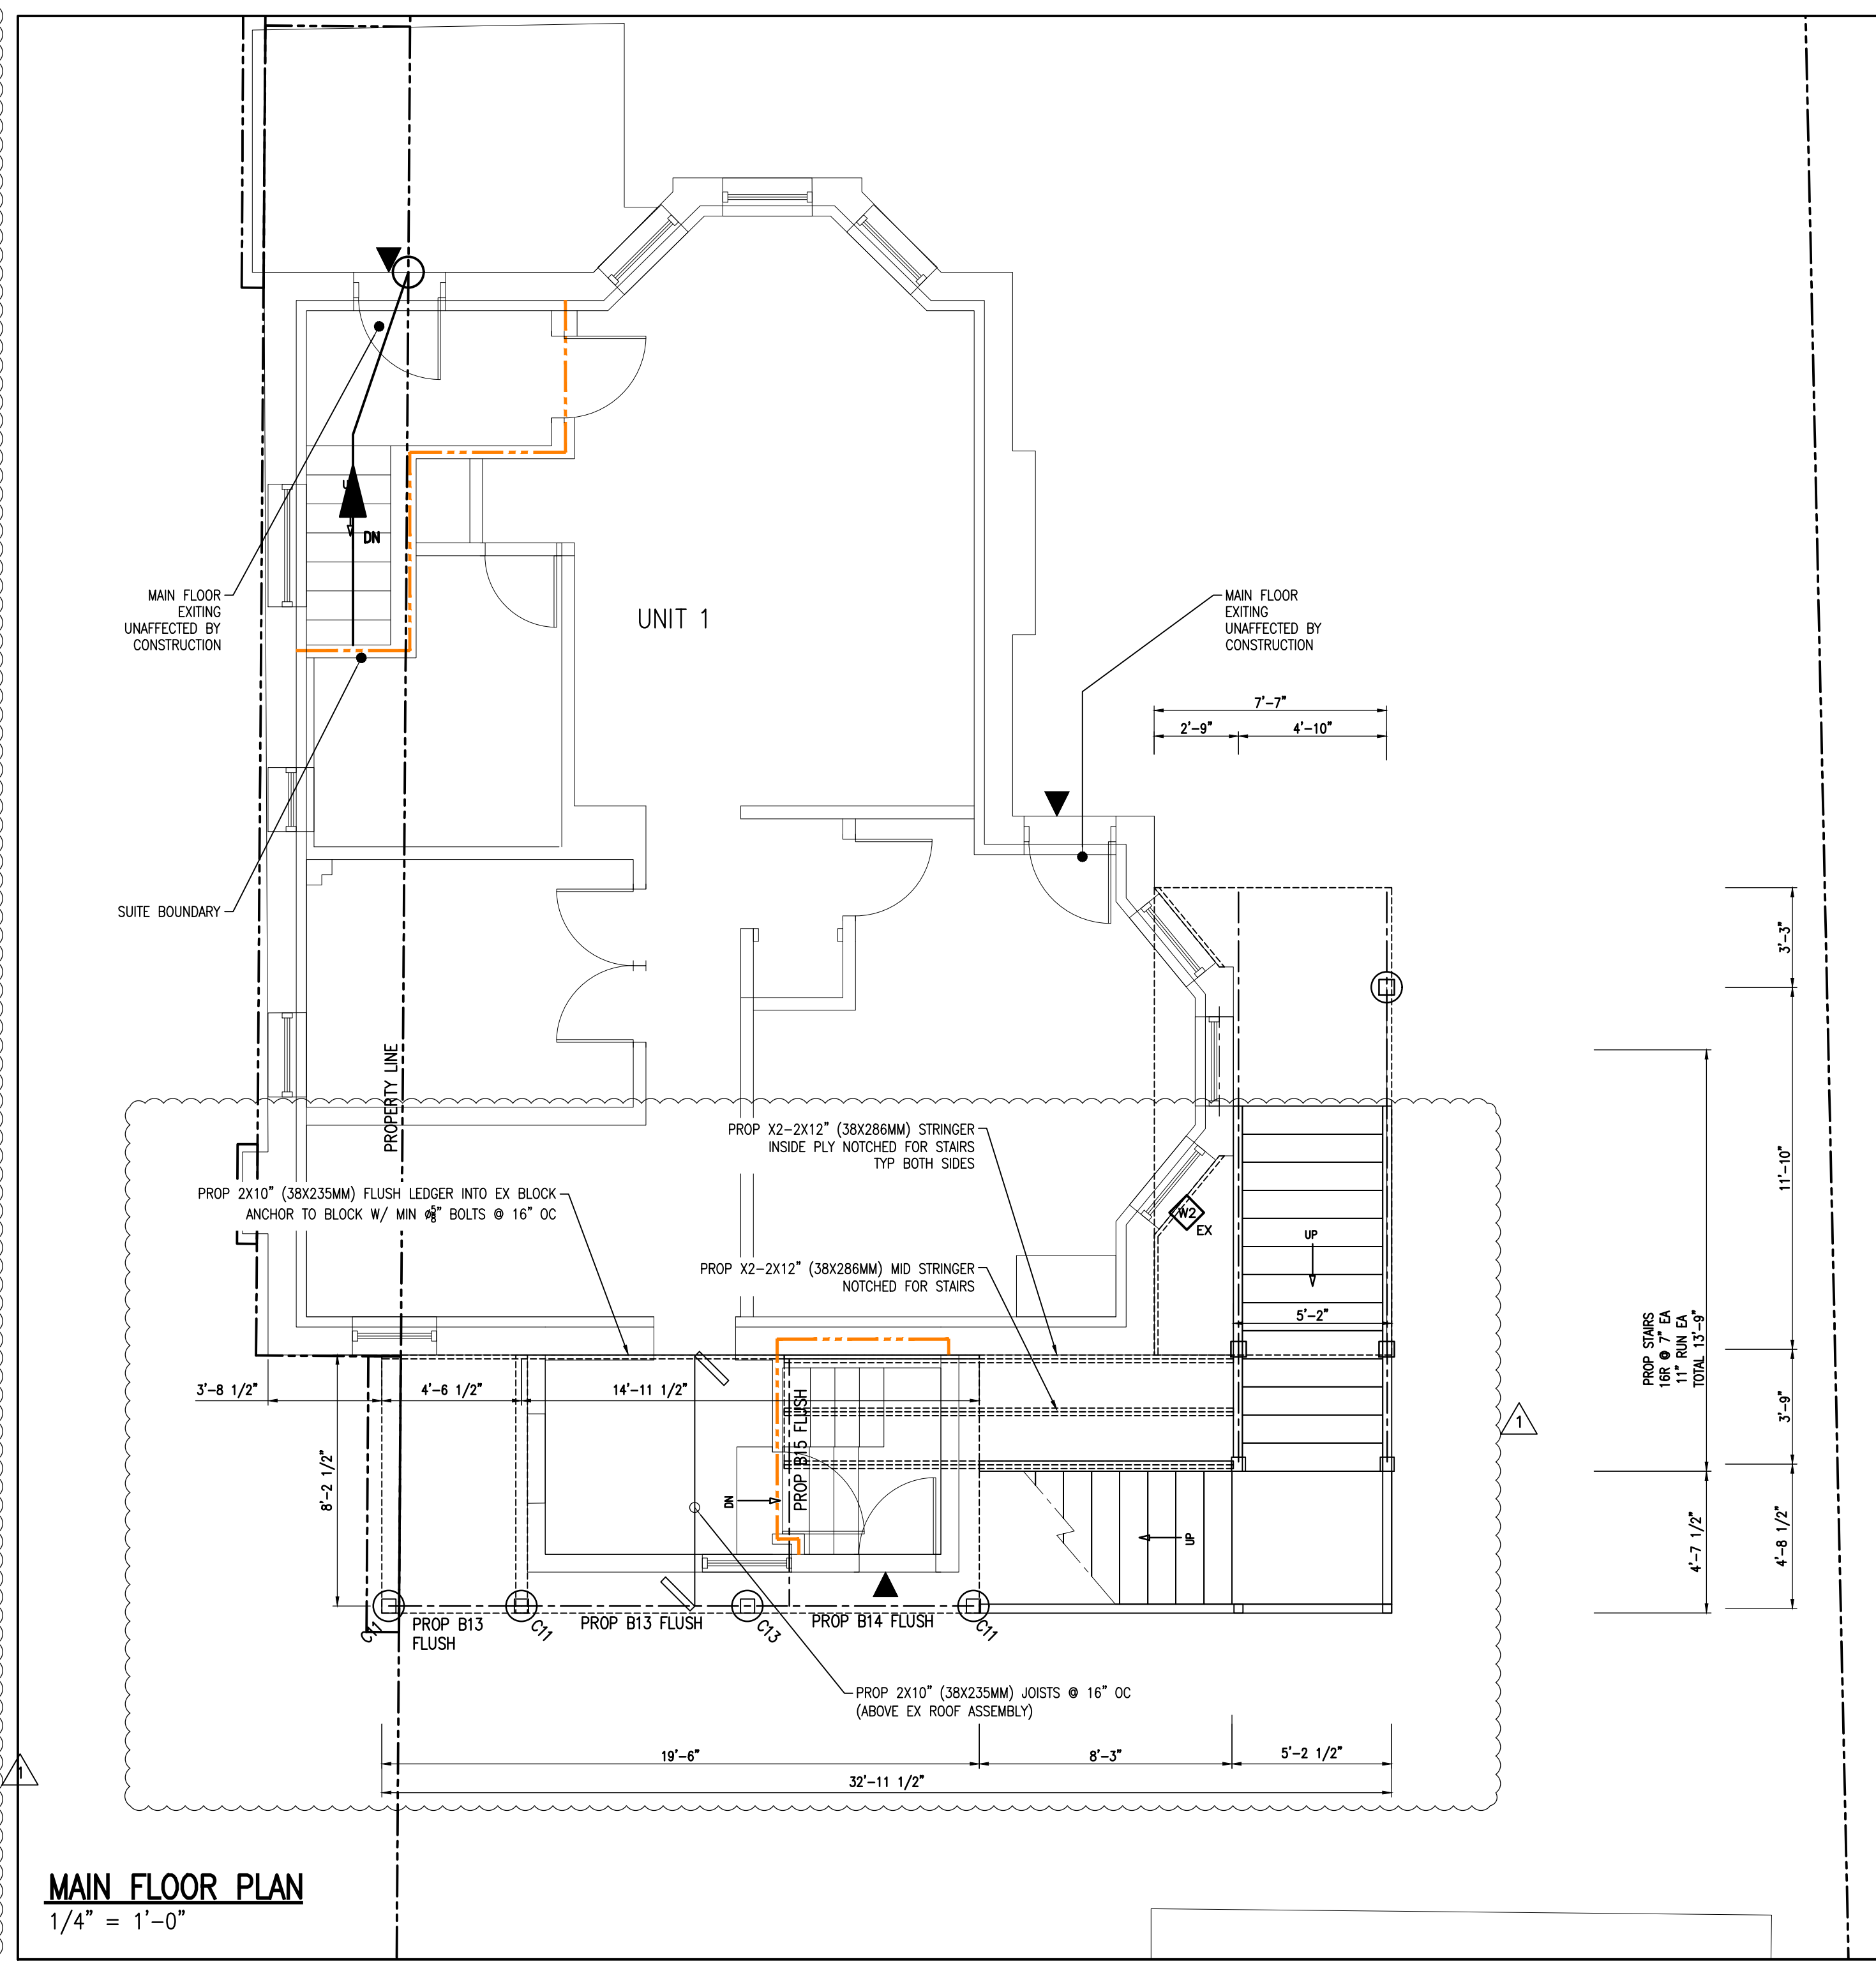 UP
DN
MAIN FLOOR
EXITING
UNAFFECTED BY
CONSTRUCTION
UNIT 1
MAIN FLOOR
EXITING
UNAFFECTED BY
CONSTRUCTION
7'-7"
2'-9"
4'-10"
SUITE BOUNDARY
3'-3"
PROPERTY LINE
PROP X2-2X12" (38X286MM) STRINGER
INSIDE PLY NOTCHED FOR STAIRS
TYP BOTH SIDES
11'-10"
PROP 2X10" (38X235MM) FLUSH LEDGER INTO EX BLOCK
ANCHOR TO BLOCK W/ MIN Ø5/8" BOLTS @ 16" OC
W2
EX
UP
PROP X2-2X12" (38X286MM) MID STRINGER
NOTCHED FOR STAIRS
5'-2"
PROP STAIRS
16R @ 7" EA
11" RUN EA
TOTAL 13'-9"
3'-8 1/2"
4'-6 1/2"
14'-11 1/2"
3'-9"
1
8'-2 1/2"
PROP B15 FLUSH
DN
UP
4'-7 1/2"
4'-8 1/2"
C11
PROP B13
FLUSH
C11
PROP B13 FLUSH
C13
PROP B14 FLUSH
C11
PROP 2X10" (38X235MM) JOISTS @ 16" OC
(ABOVE EX ROOF ASSEMBLY)
19'-6"
8'-3"
5'-2 1/2"
1
32'-11 1/2"
MAIN FLOOR PLAN
1/4" = 1'-0"